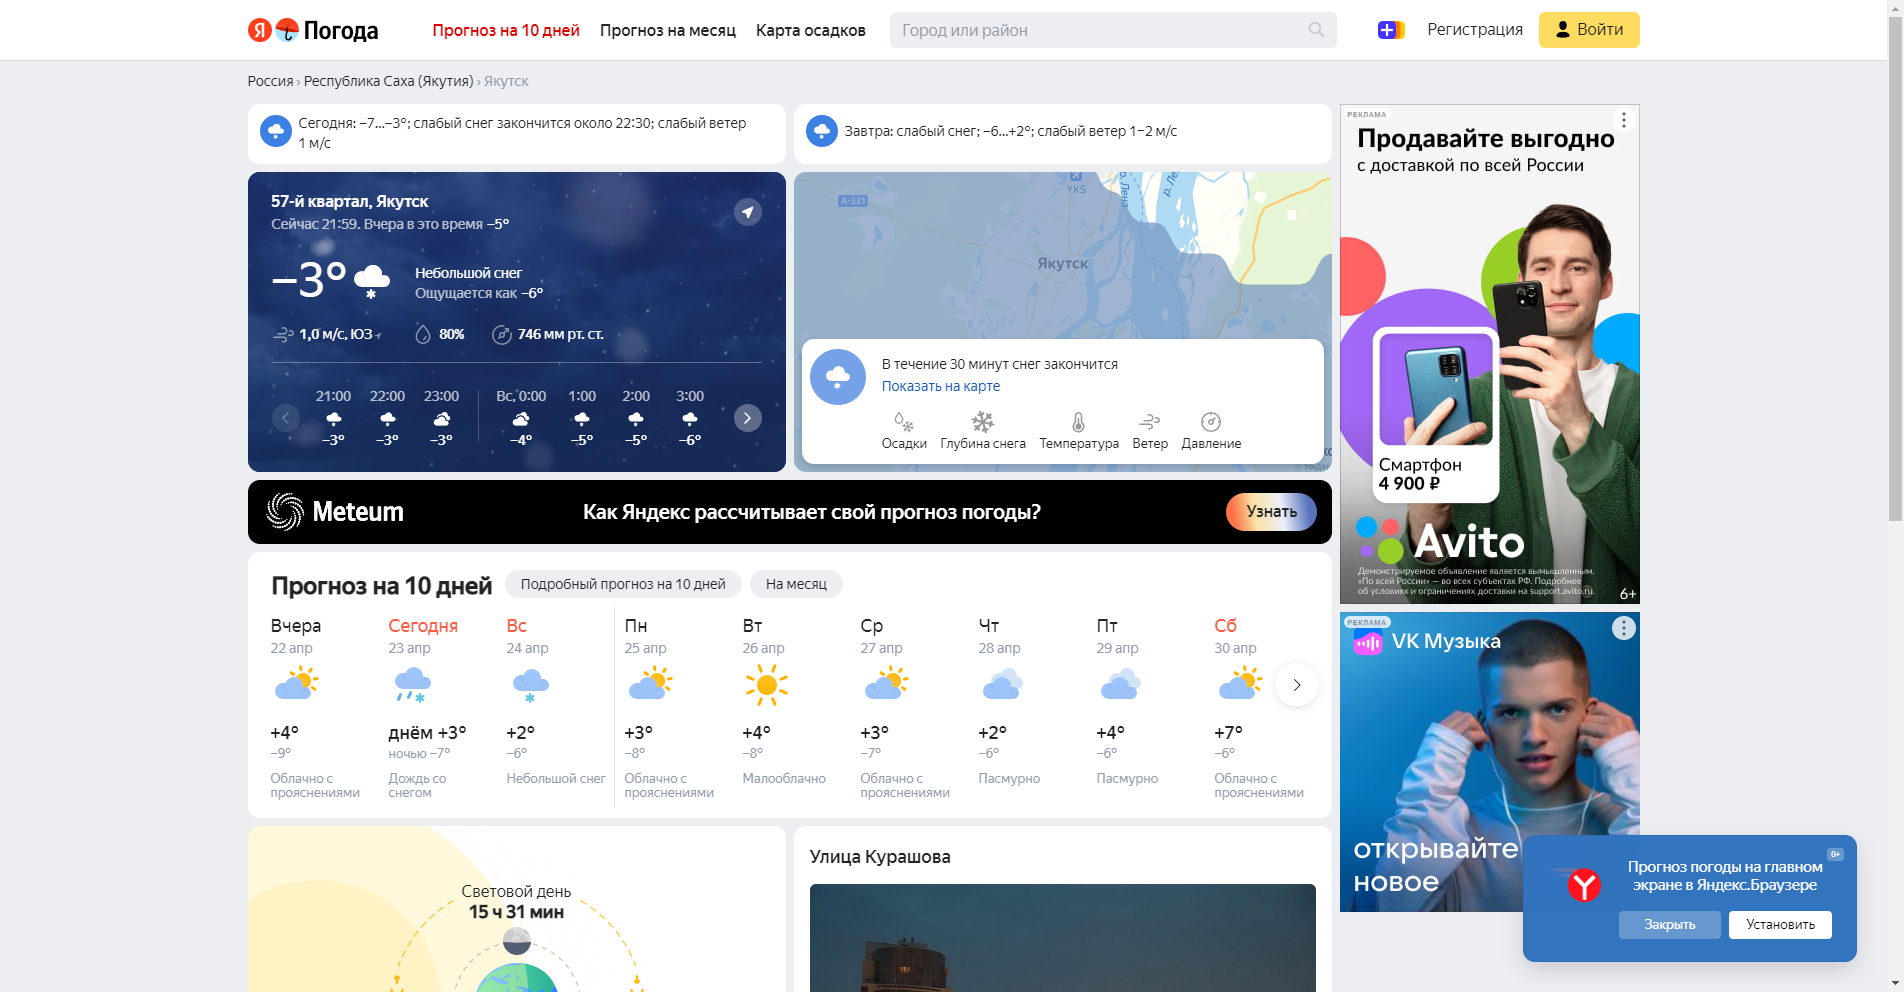 Я Погода
Прогноз на 10 дней
Прогноз на месяц
Карта осадков
Город или район
Регистрация
Войти
Россия › Республика Саха (Якутия) › Якутск
Сегодня: −7…−3°; слабый снег закончится около 22:30; слабый ветер
1 м/с
Завтра: слабый снег; −6…+2°; слабый ветер 1−2 м/с
57-й квартал, Якутск
Сейчас 21:59. Вчера в это время −5°
−3°
Небольшой снег
Ощущается как −6°
1,0 м/с, ЮЗ
80%
746 мм рт. ст.
21:00 22:00 23:00 Вс, 0:00 1:00 2:00 3:00
−3° −3° −3° −4° −5° −5° −6°
YKS
А-331
р. Лена
Якутск
В течение 30 минут снег закончится
Показать на карте
Осадки Глубина снега Температура Ветер Давление
Meteum
Как Яндекс рассчитывает свой прогноз погоды?
Узнать
Прогноз на 10 дней
Подробный прогноз на 10 дней
На месяц
Вчера Сегодня Вс Пн Вт Ср Чт Пт Сб
22 апр 23 апр 24 апр 25 апр 26 апр 27 апр 28 апр 29 апр 30 апр
+4° днём +3° +2° +3° +4° +3° +2° +4° +7°
−9° ночью −7° −6° −8° −8° −7° −6° −6° −6°
Облачно с Дождь со Небольшой снег Облачно с Малооблачно Облачно с Пасмурно Пасмурно Облачно с
прояснениями снегом прояснениями прояснениями прояснениями
Световой день
15 ч 31 мин
Улица Курашова
РЕКЛАМА
Продавайте выгодно
с доставкой по всей России
Смартфон
4 900 ₽
Avito
Демонстрируемое объявление является вымышленным.
«По всей России» — во всех субъектах РФ. Подробнее
об условиях и ограничениях доставки на support.avito.ru.
6+
РЕКЛАМА
VK Музыка
открывайте
новое
0+
Прогноз погоды на главном
экране в Яндекс.Браузере
Закрыть
Установить